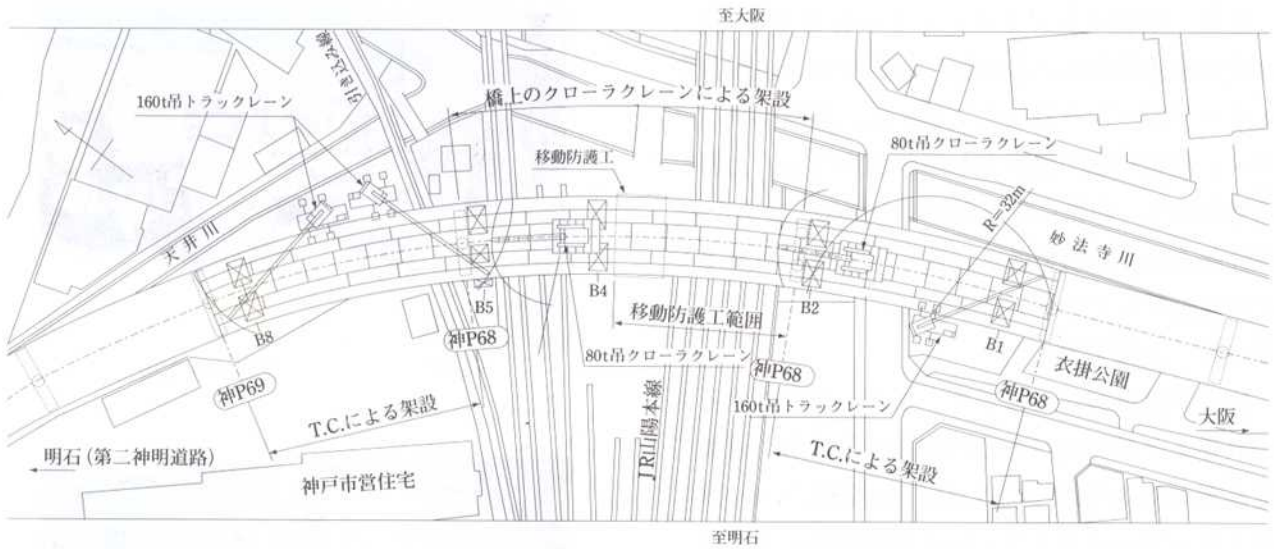 至大阪
引き込み線
160t吊トラックレーン
橋上のクローラクレーンによる架設
80t吊クローラクレーン
移動防護工
R=32m
天井川
妙法寺川
B8
B5
B4
B2
B1
移動防護工範囲
神P68
80t吊クローラクレーン
神P68
神P69
衣掛公園
神P68
160t吊トラックレーン
大阪
T.C.による架設
JR山陽本線
T.C.による架設
明石(第二神明道路)
神戸市営住宅
至明石